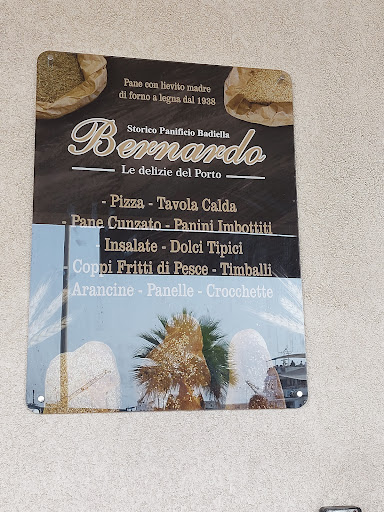 Pane con lievito madre
di forno a legna dal 1938
Storico Panificio Badiella
Bernardo
Le delizie del Porto
- Pizza - Tavola Calda
- Pane Cunzato - Panini Imbottiti
- Insalate - Dolci Tipici
- Coppi Fritti di Pesce - Timballi
- Arancine - Panelle - Crocchette